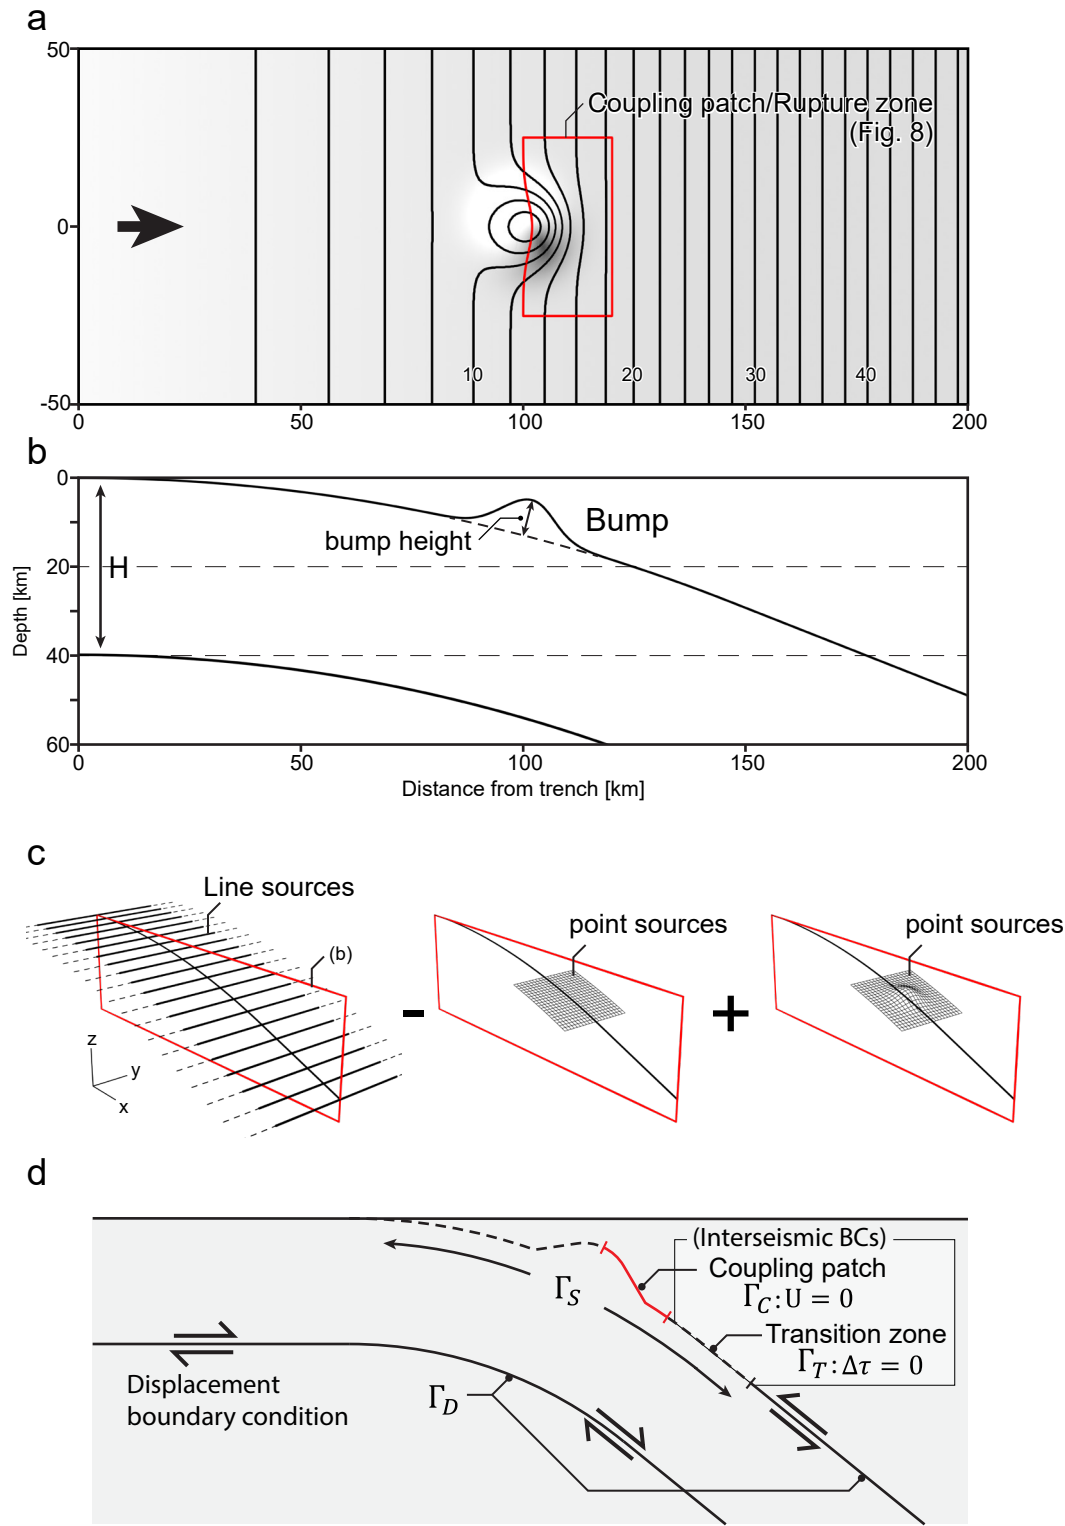 a
50
Coupling patch/Rupture zone
(Fig. 8)
0
10
20
30
40
-50
0
50
100
150
200
b
0
bump height
Bump
20
H
Depth [km]
40
60
0
50
100
150
200
Distance from trench [km]
c
Line sources
(b)
point sources
point sources
-
+
z
y
x
d
(Interseismic BCs)
Coupling patch
Γ_C: U = 0
Γ_S
Transition zone
Γ_T: Δτ = 0
Displacement
boundary condition
Γ_D